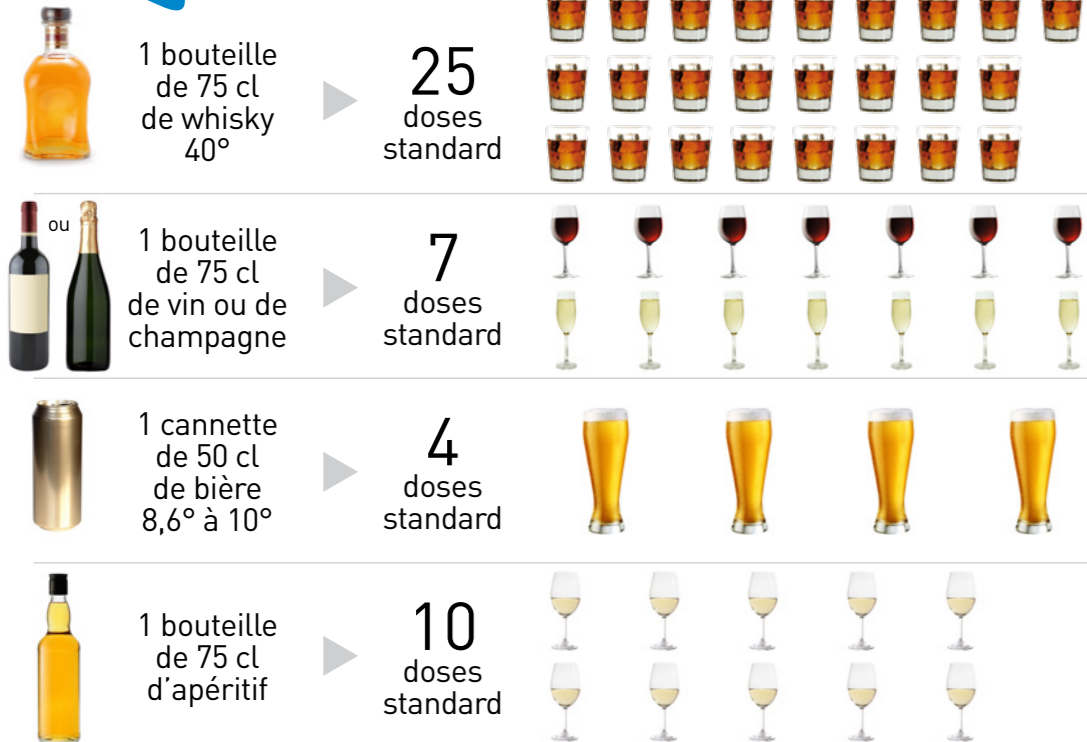 1 bouteille
de 75 cl
de whisky
40°
25
doses
standard
ou
1 bouteille
de 75 cl
de vin ou de
champagne
7
doses
standard
1 cannette
de 50 cl
de bière
8,6° à 10°
4
doses
standard
1 bouteille
de 75 cl
d’apéritif
10
doses
standard